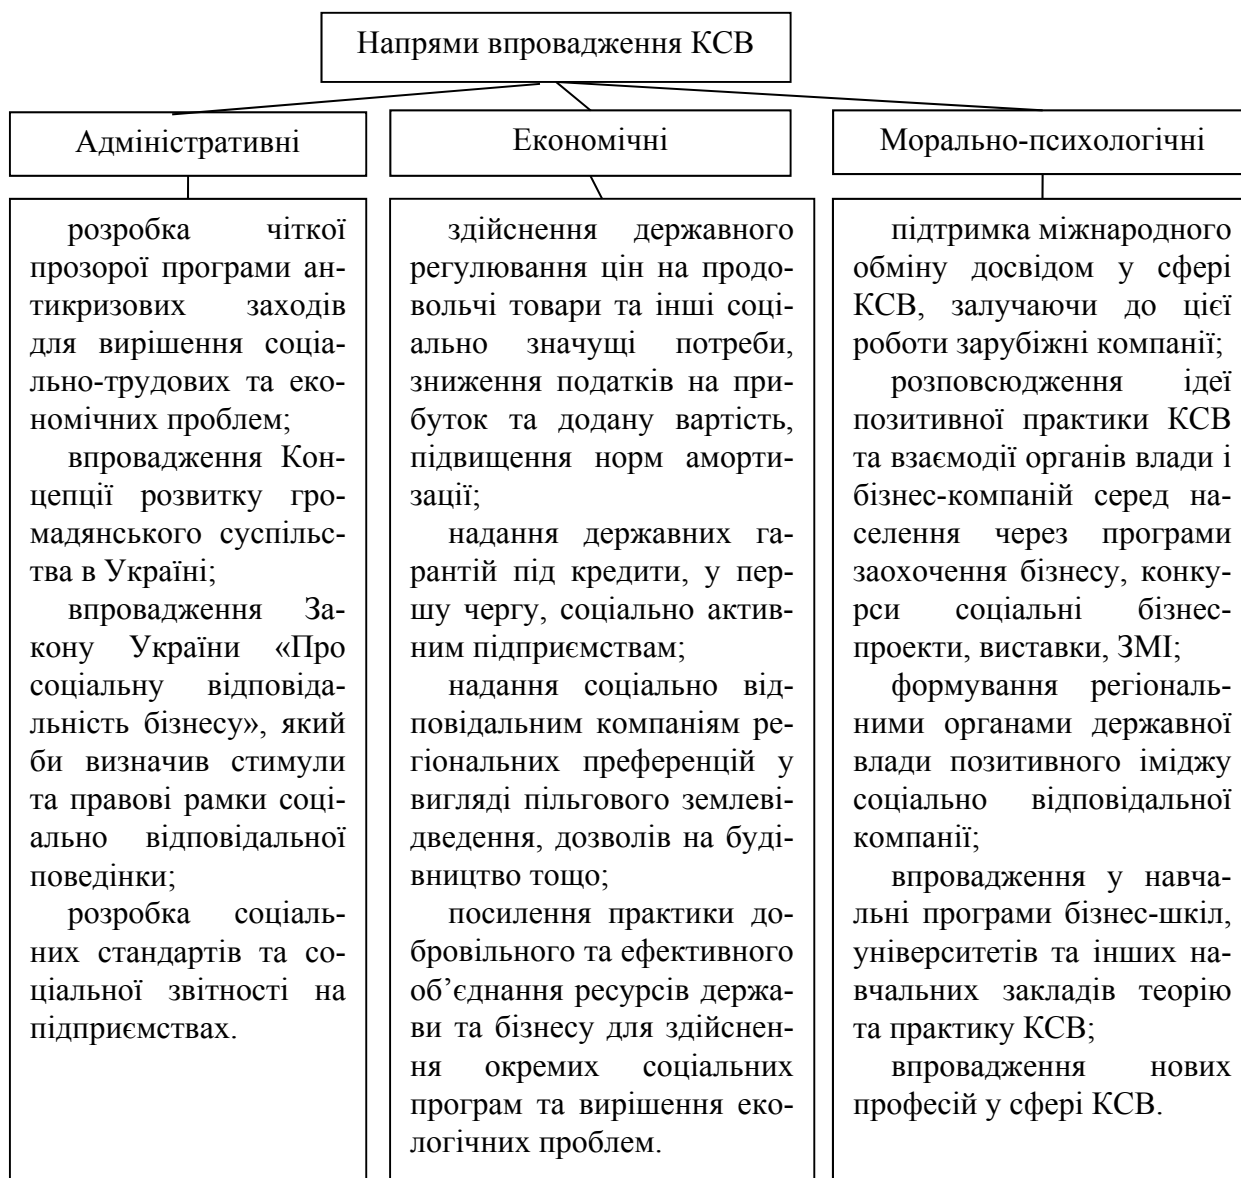 Напрями впровадження КСВ
Адміністративні
Економічні
Морально-психологічні
розробка чіткої
прозорої програми ан-
тикризових заходів
для вирішення соціа-
льно-трудових та еко-
номічних проблем;
впровадження Кон-
цепції розвитку гро-
мадянського суспільс-
тва в Україні;
впровадження За-
кону України «Про
соціальну відповіда-
льність бізнесу», який
би визначив стимули
та правові рамки соці-
ально відповідальної
поведінки;
розробка соціаль-
них стандартів та со-
ціальної звітності на
підприємствах.
здійснення державного
регулювання цін на продо-
вольчі товари та інші соці-
ально значущі потреби,
зниження податків на при-
буток та додану вартість,
підвищення норм аморти-
зації;
надання державних га-
рантій під кредити, у пер-
шу чергу, соціально актив-
ним підприємствам;
надання соціально від-
повідальним компаніям ре-
гіональних преференцій у
вигляді пільгового землеві-
дведення, дозволів на буді-
вництво тощо;
посилення практики до-
бровільного та ефективного
об’єднання ресурсів держа-
ви та бізнесу для здійснен-
ня окремих соціальних
програм та вирішення еко-
логічних проблем.
підтримка міжнародного
обміну досвідом у сфері
КСВ, залучаючи до цієї
роботи зарубіжні компанії;
розповсюдження ідеї
позитивної практики КСВ
та взаємодії органів влади і
бізнес-компаній серед на-
селення через програми
заохочення бізнесу, конку-
рси соціальні бізнес-
проекти, виставки, ЗМІ;
формування регіональ-
ними органами державної
влади позитивного іміджу
соціально відповідальної
компанії;
впровадження у навча-
льні програми бізнес-шкіл,
університетів та інших на-
вчальних закладів теорію
та практику КСВ;
впровадження нових
професій у сфері КСВ.